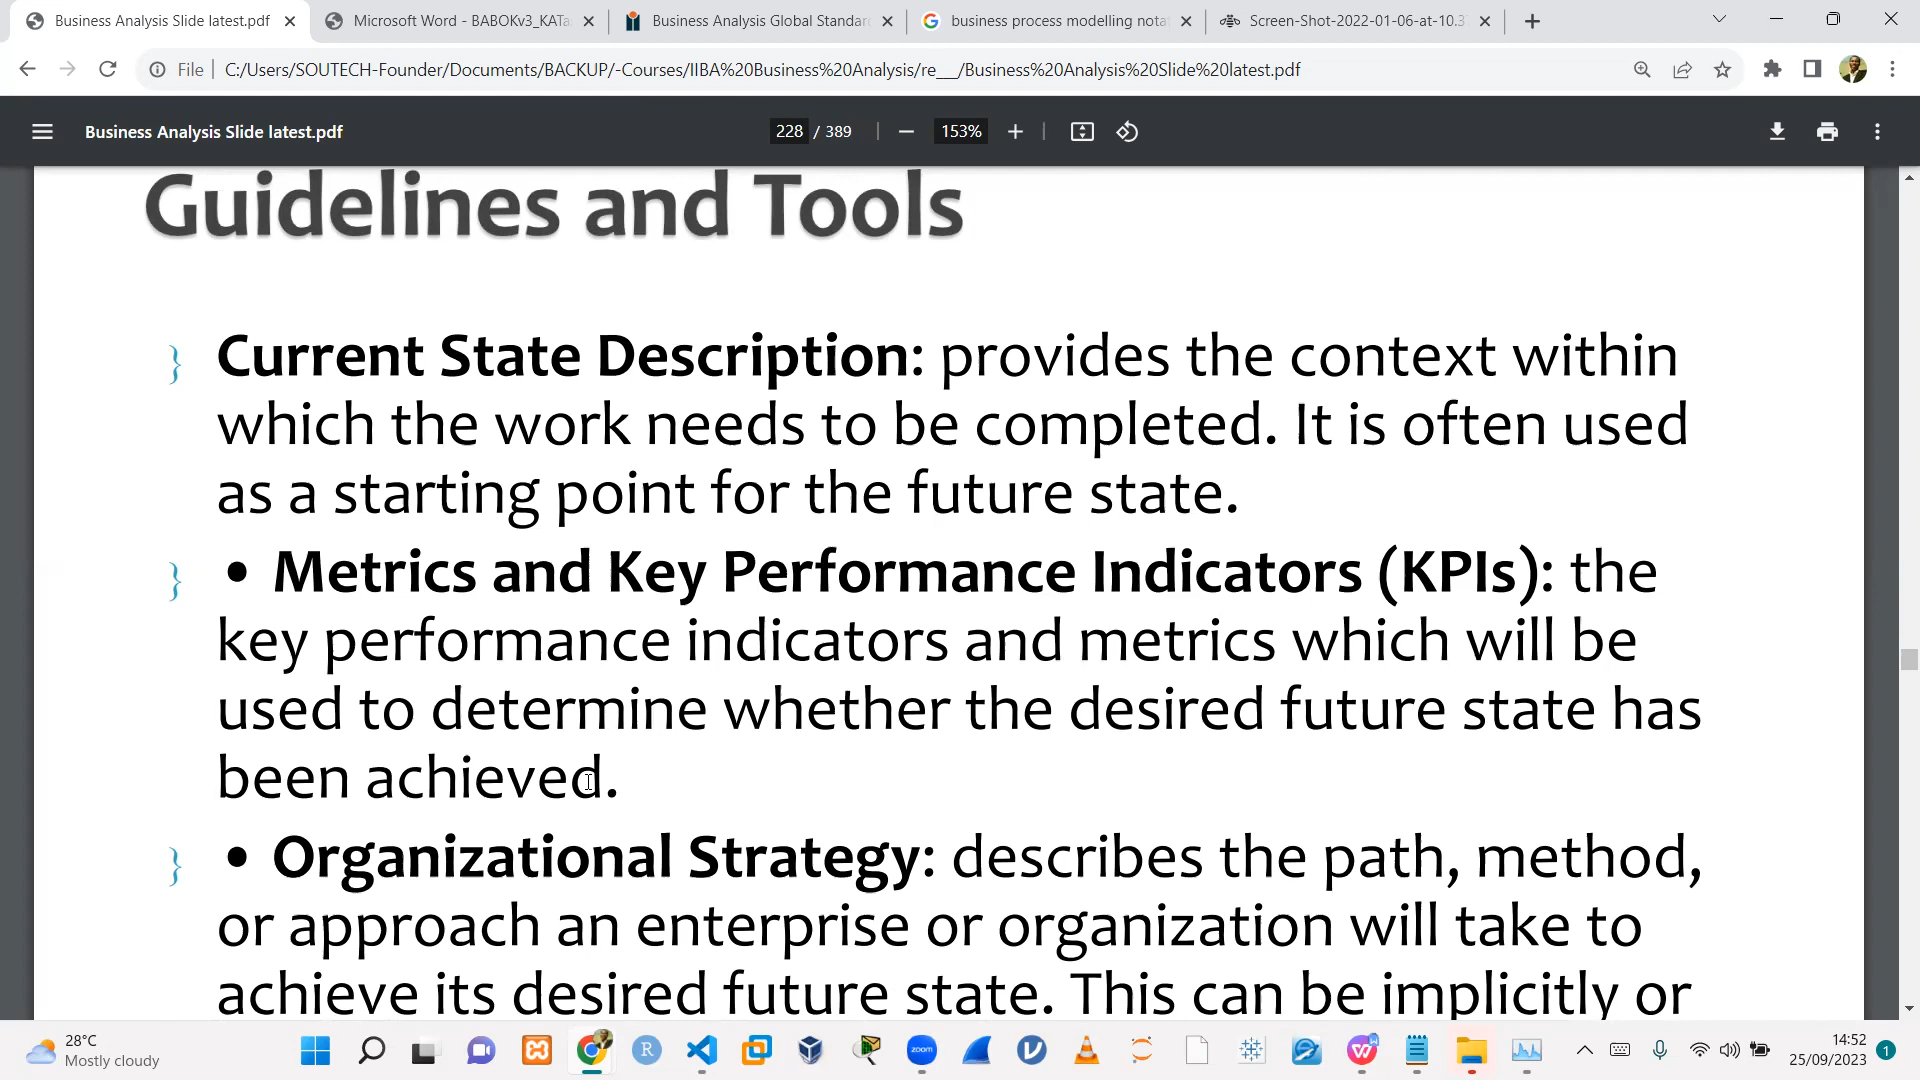 Business Analysis Slide latest.pdf
Microsoft Word - BABOKv3_KATa
Business Analysis Global Standar
business process modelling nota
Screen-Shot-2022-01-06-at-10.3
File
C:/Users/SOUTECH-Founder/Documents/BACKUP/-Courses/IIBA%20Business%20Analysis/re___/Business%20Analysis%20Slide%20latest.pdf
Business Analysis Slide latest.pdf
228 / 389
153%
Guidelines and Tools
Current State Description: provides the context within
which the work needs to be completed. It is often used
as a starting point for the future state.
• Metrics and Key Performance Indicators (KPIs): the
key performance indicators and metrics which will be
used to determine whether the desired future state has
been achieved.
• Organizational Strategy: describes the path, method,
or approach an enterprise or organization will take to
achieve its desired future state. This can be implicitly or
28°C
Mostly cloudy
zoom
14:52
25/09/2023
1